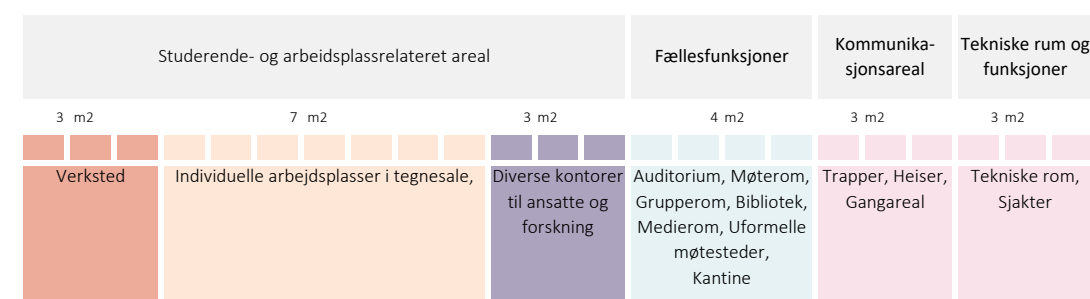 Studerende- og arbeidsplassrelateret areal
Fællesfunksjoner
Kommunika-
sjonsareal
Tekniske rum og
funksjoner
3 m2
7 m2
3 m2
4 m2
3 m2
3 m2
Verksted
Individuelle arbejdsplasser i tegnesale,
Diverse kontorer
til ansatte og
forskning
Auditorium, Møterom,
Grupperom, Bibliotek,
Medierom, Uformelle
møtesteder,
Kantine
Trapper, Heiser,
Gangareal
Tekniske rom,
Sjakter